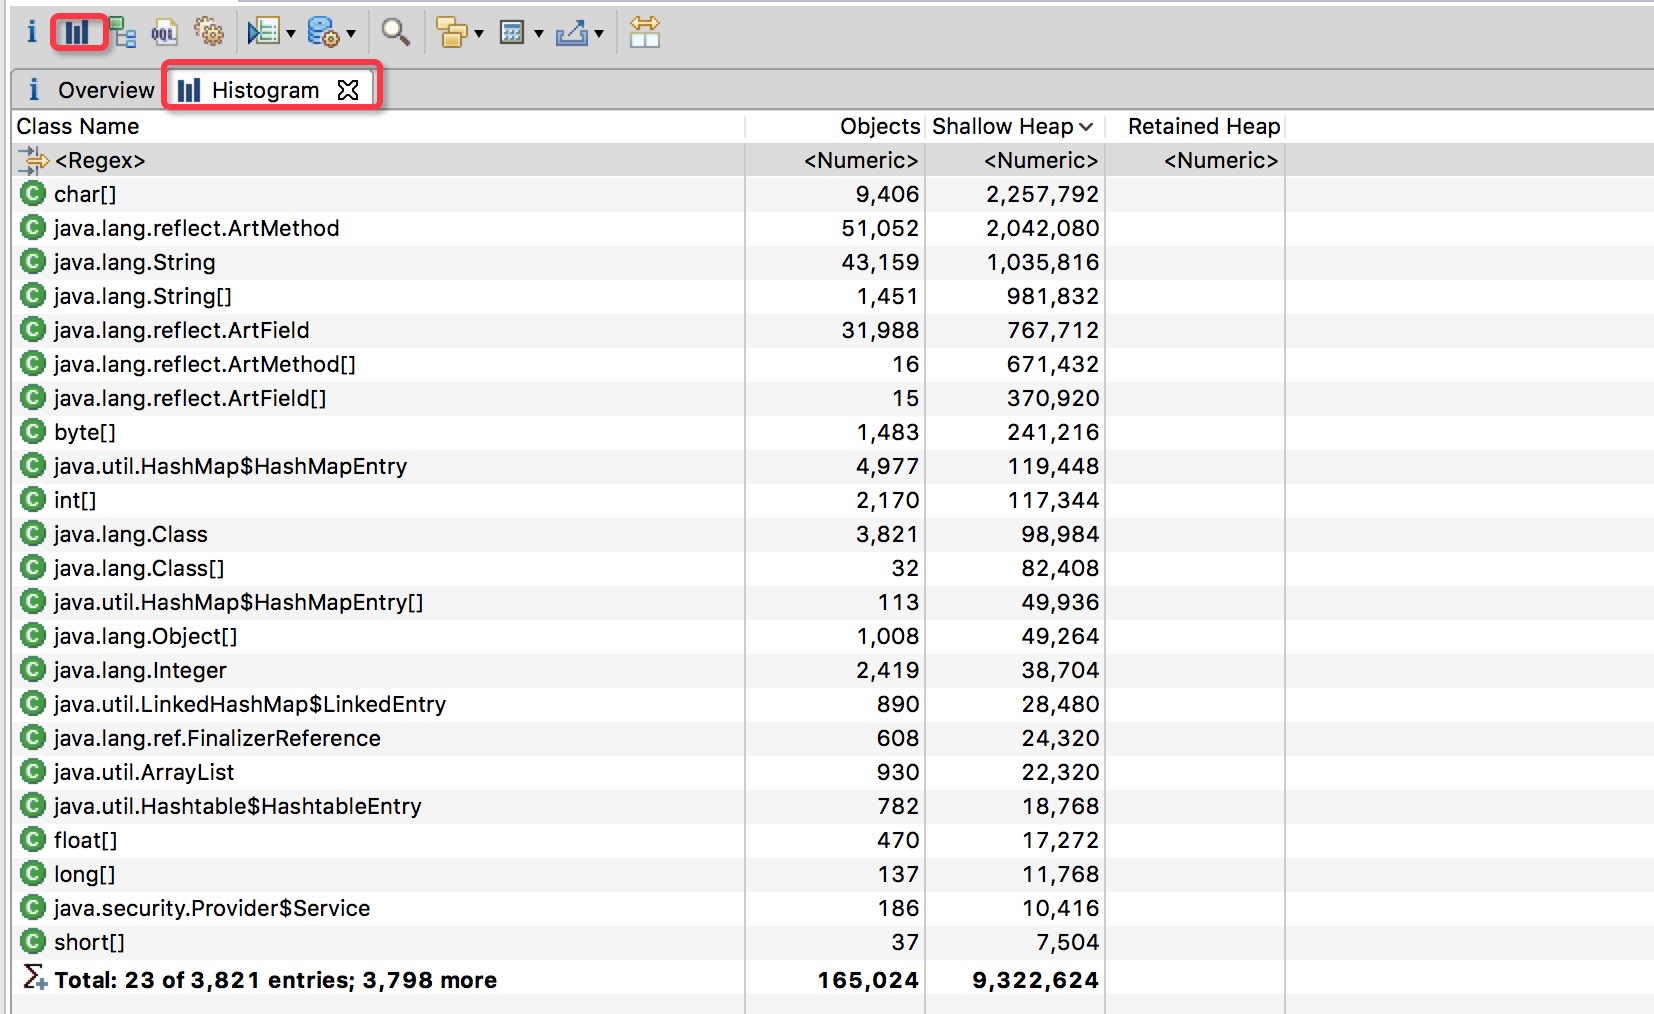 i OQL
i Overview Histogram
Class Name Objects Shallow Heap Retained Heap
<Regex> <Numeric> <Numeric> <Numeric>
C char[] 9,406 2,257,792
C java.lang.reflect.ArtMethod 51,052 2,042,080
C java.lang.String 43,159 1,035,816
C java.lang.String[] 1,451 981,832
C java.lang.reflect.ArtField 31,988 767,712
C java.lang.reflect.ArtMethod[] 16 671,432
C java.lang.reflect.ArtField[] 15 370,920
C byte[] 1,483 241,216
C java.util.HashMap$HashMapEntry 4,977 119,448
C int[] 2,170 117,344
C java.lang.Class 3,821 98,984
C java.lang.Class[] 32 82,408
C java.util.HashMap$HashMapEntry[] 113 49,936
C java.lang.Object[] 1,008 49,264
C java.lang.Integer 2,419 38,704
C java.util.LinkedHashMap$LinkedEntry 890 28,480
C java.lang.ref.FinalizerReference 608 24,320
C java.util.ArrayList 930 22,320
C java.util.Hashtable$HashtableEntry 782 18,768
C float[] 470 17,272
C long[] 137 11,768
C java.security.Provider$Service 186 10,416
C short[] 37 7,504
Σ+ Total: 23 of 3,821 entries; 3,798 more 165,024 9,322,624